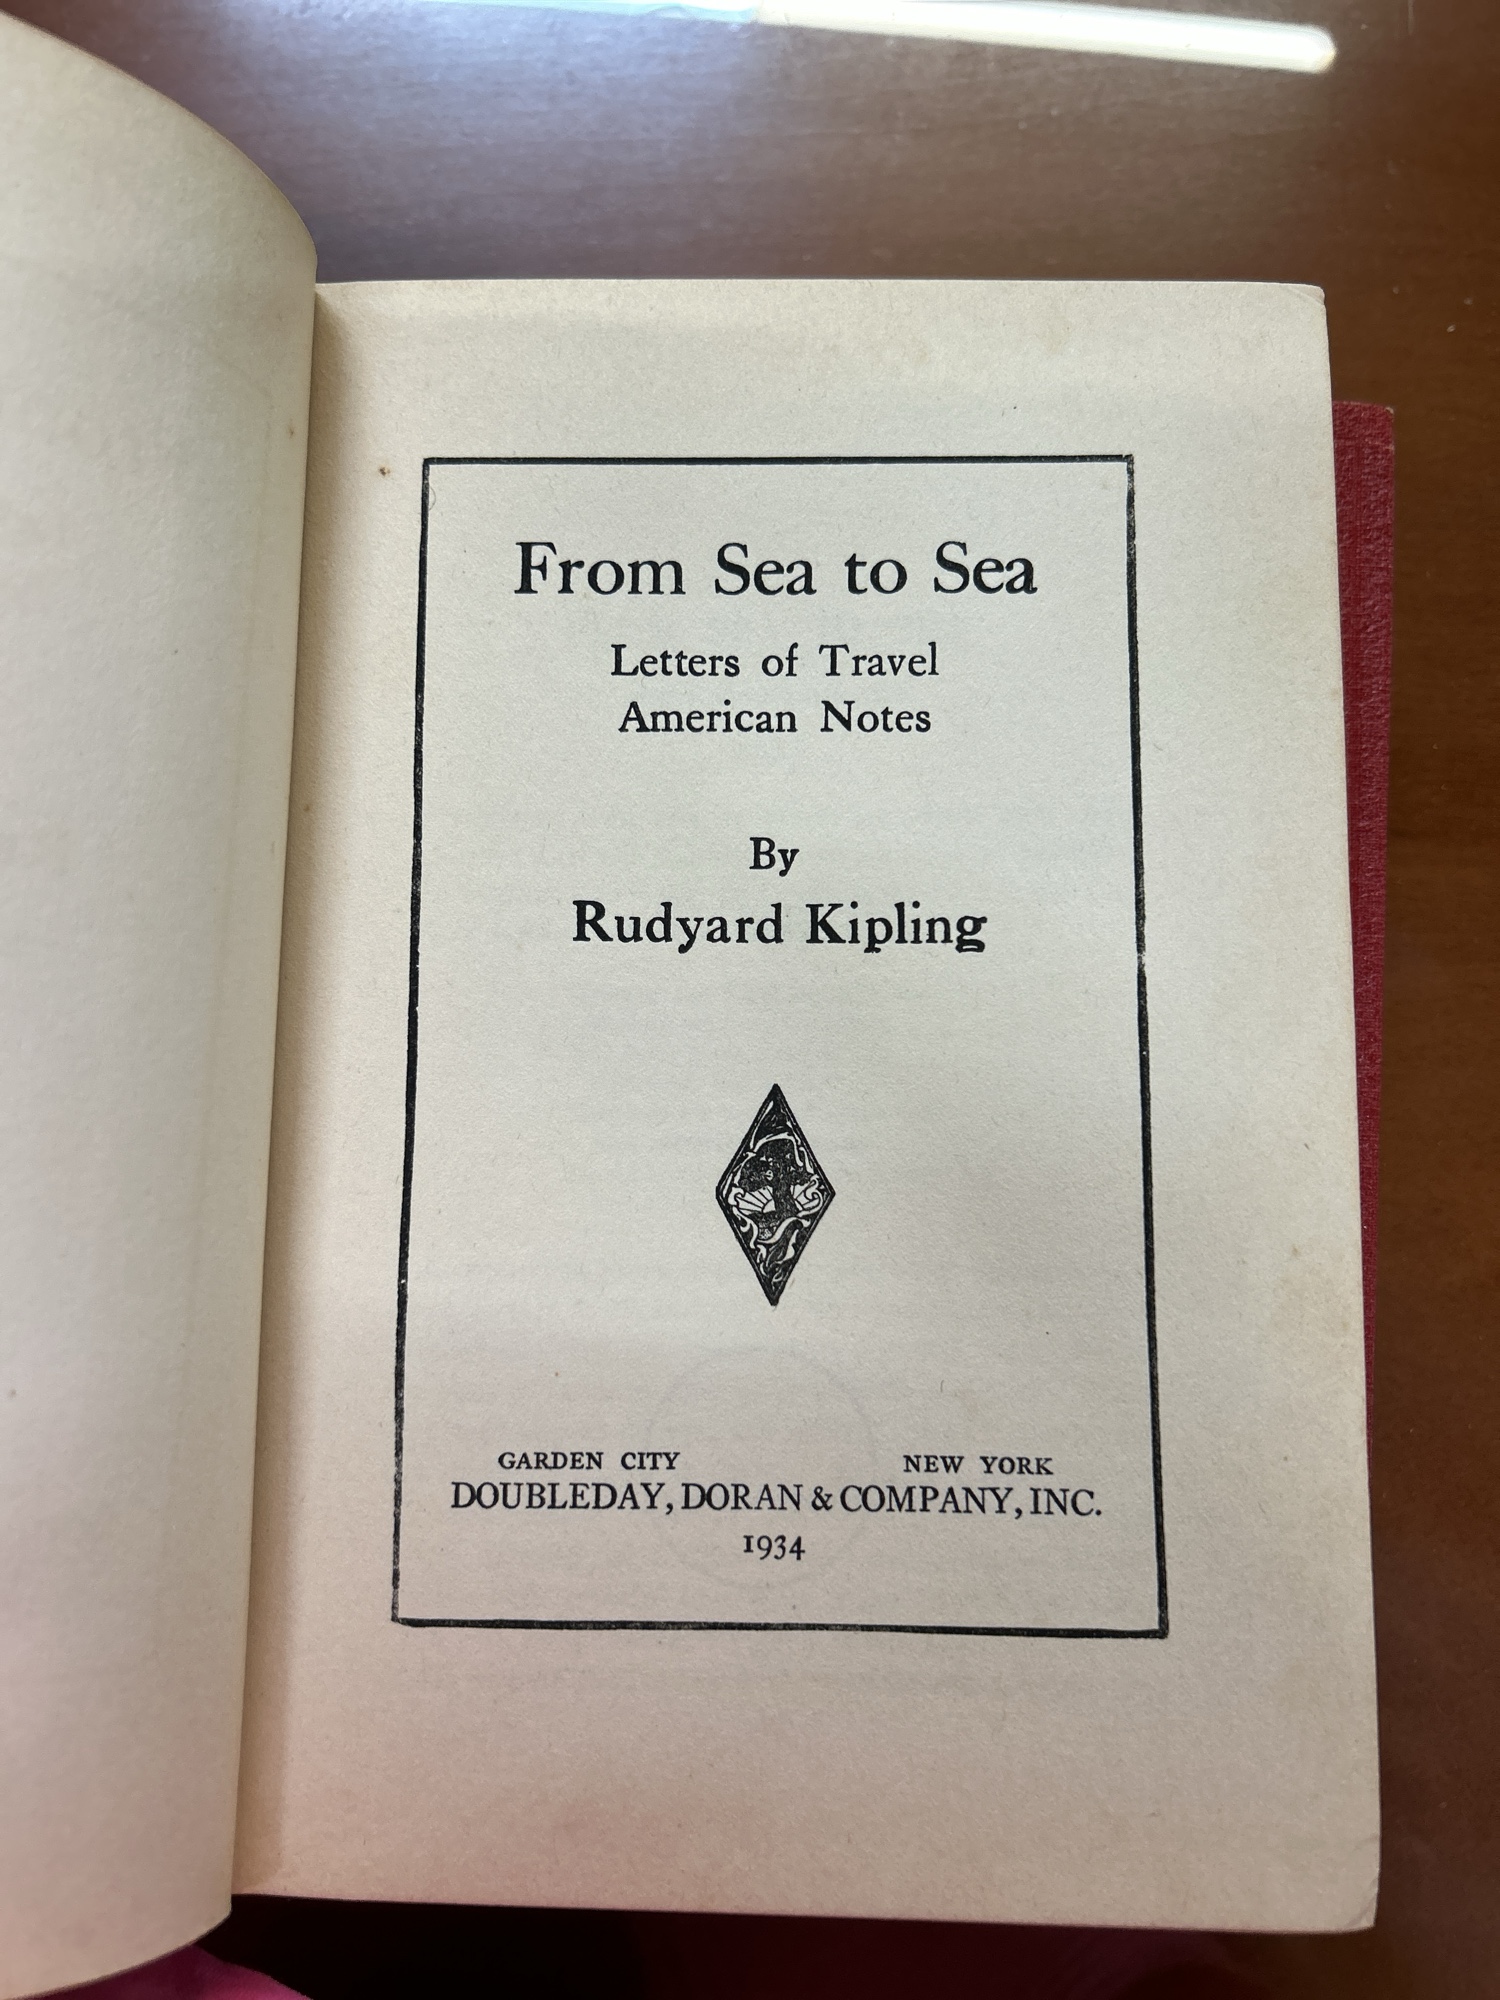 From Sea to Sea
Letters of Travel
American Notes
By
Rudyard Kipling
GARDEN CITY NEW YORK
DOUBLEDAY, DORAN & COMPANY, INC.
1934